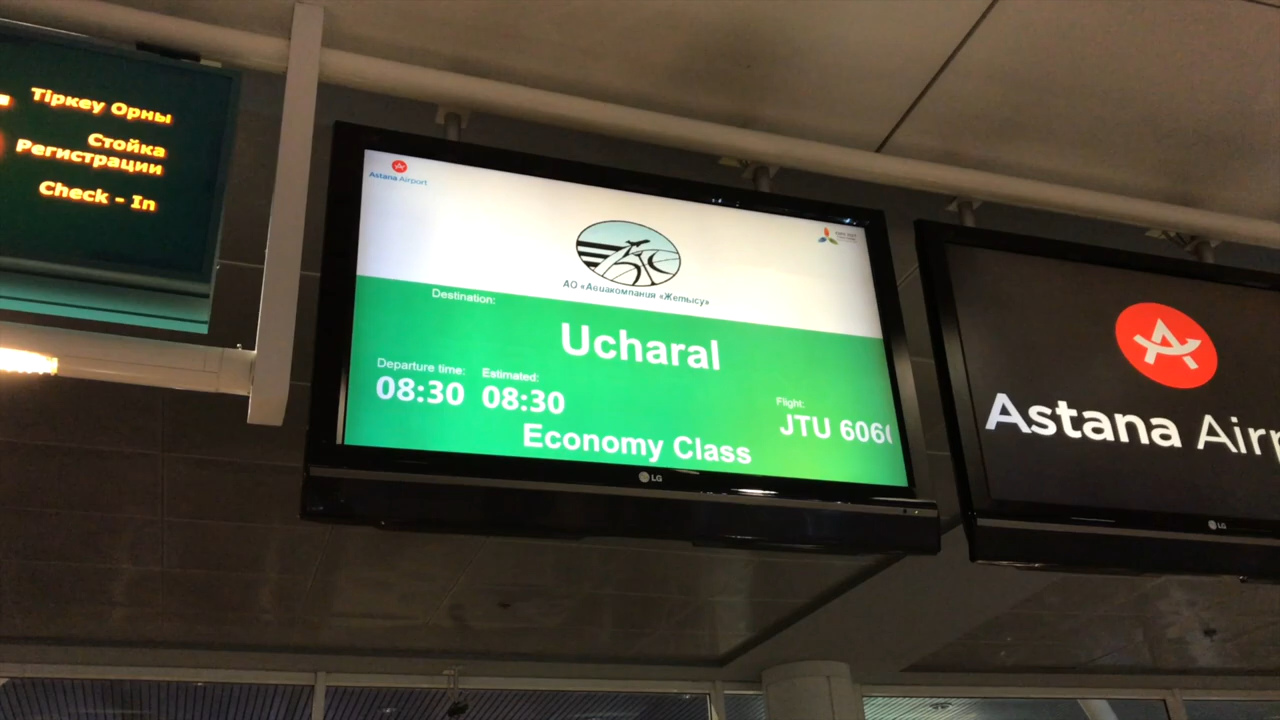 Тіркеу Орны
Стойка
Регистрации
Check - In
Astana Airport
АО «Авиакомпания «Жетысу»
Destination:
Ucharal
Departure time:
Estimated:
08:30
08:30
Flight:
JTU 606
Economy Class
LG
Astana Air
LG